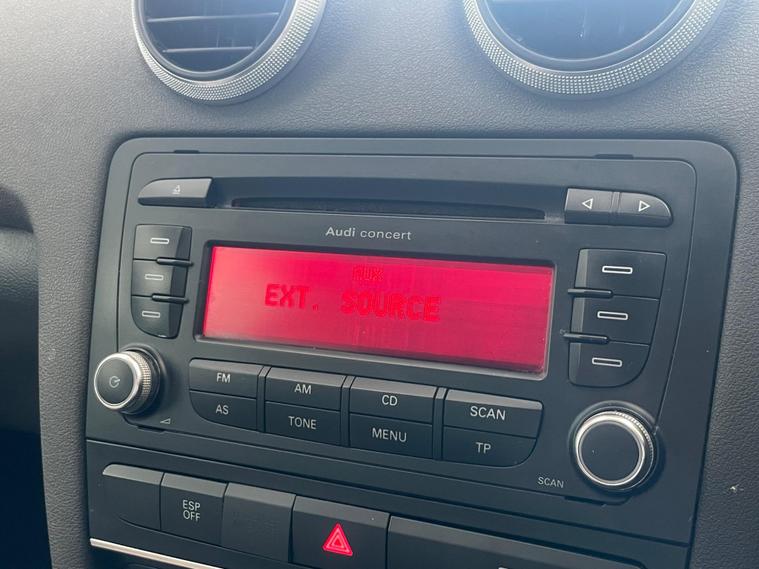 Audi concert
AUX
EXT. SOURCE
FM
AM
CD
SCAN
AS
TONE
MENU
TP
SCAN
ESP
OFF